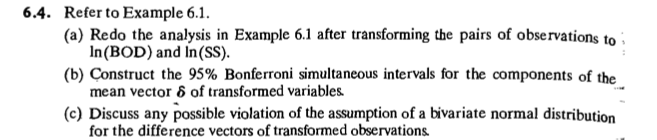 6.4. Refer to Example 6.1.
(a) Redo the analysis in Example 6.1 after transforming the pairs of observations to
ln(BOD) and ln(SS).
(b) Construct the 95% Bonferroni simultaneous intervals for the components of the
mean vector δ of transformed variables.
(c) Discuss any possible violation of the assumption of a bivariate normal distribution
for the difference vectors of transformed observations.